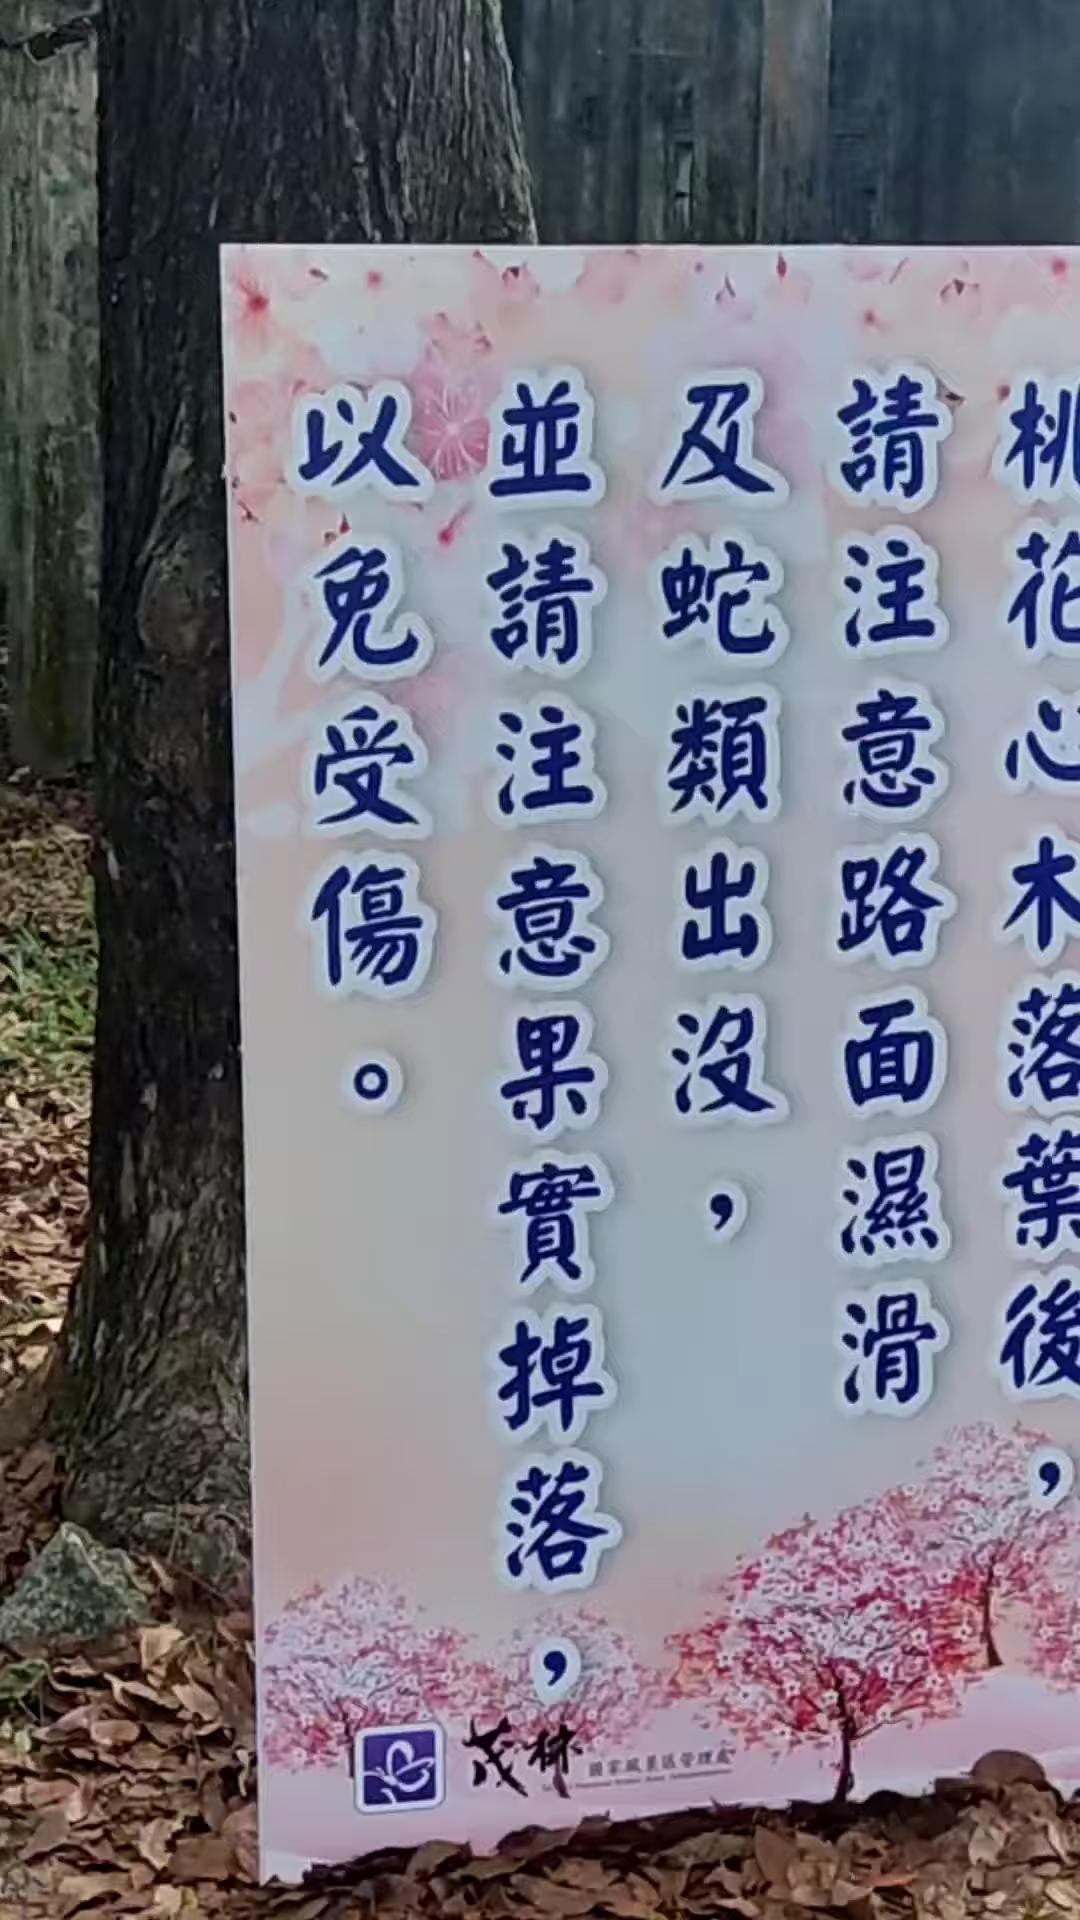 桃花心木落葉後，
請注意路面濕滑
及蛇類出沒，
並請注意果實掉落，
以免受傷。
茂林 國家風景區管理處